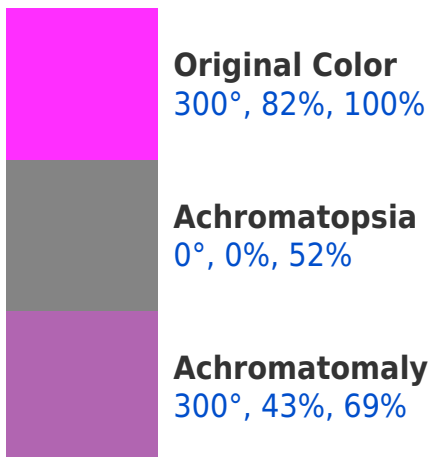 Original Color
300°, 82%, 100%
Achromatopsia
0°, 0%, 52%
Achromatomaly
300°, 43%, 69%